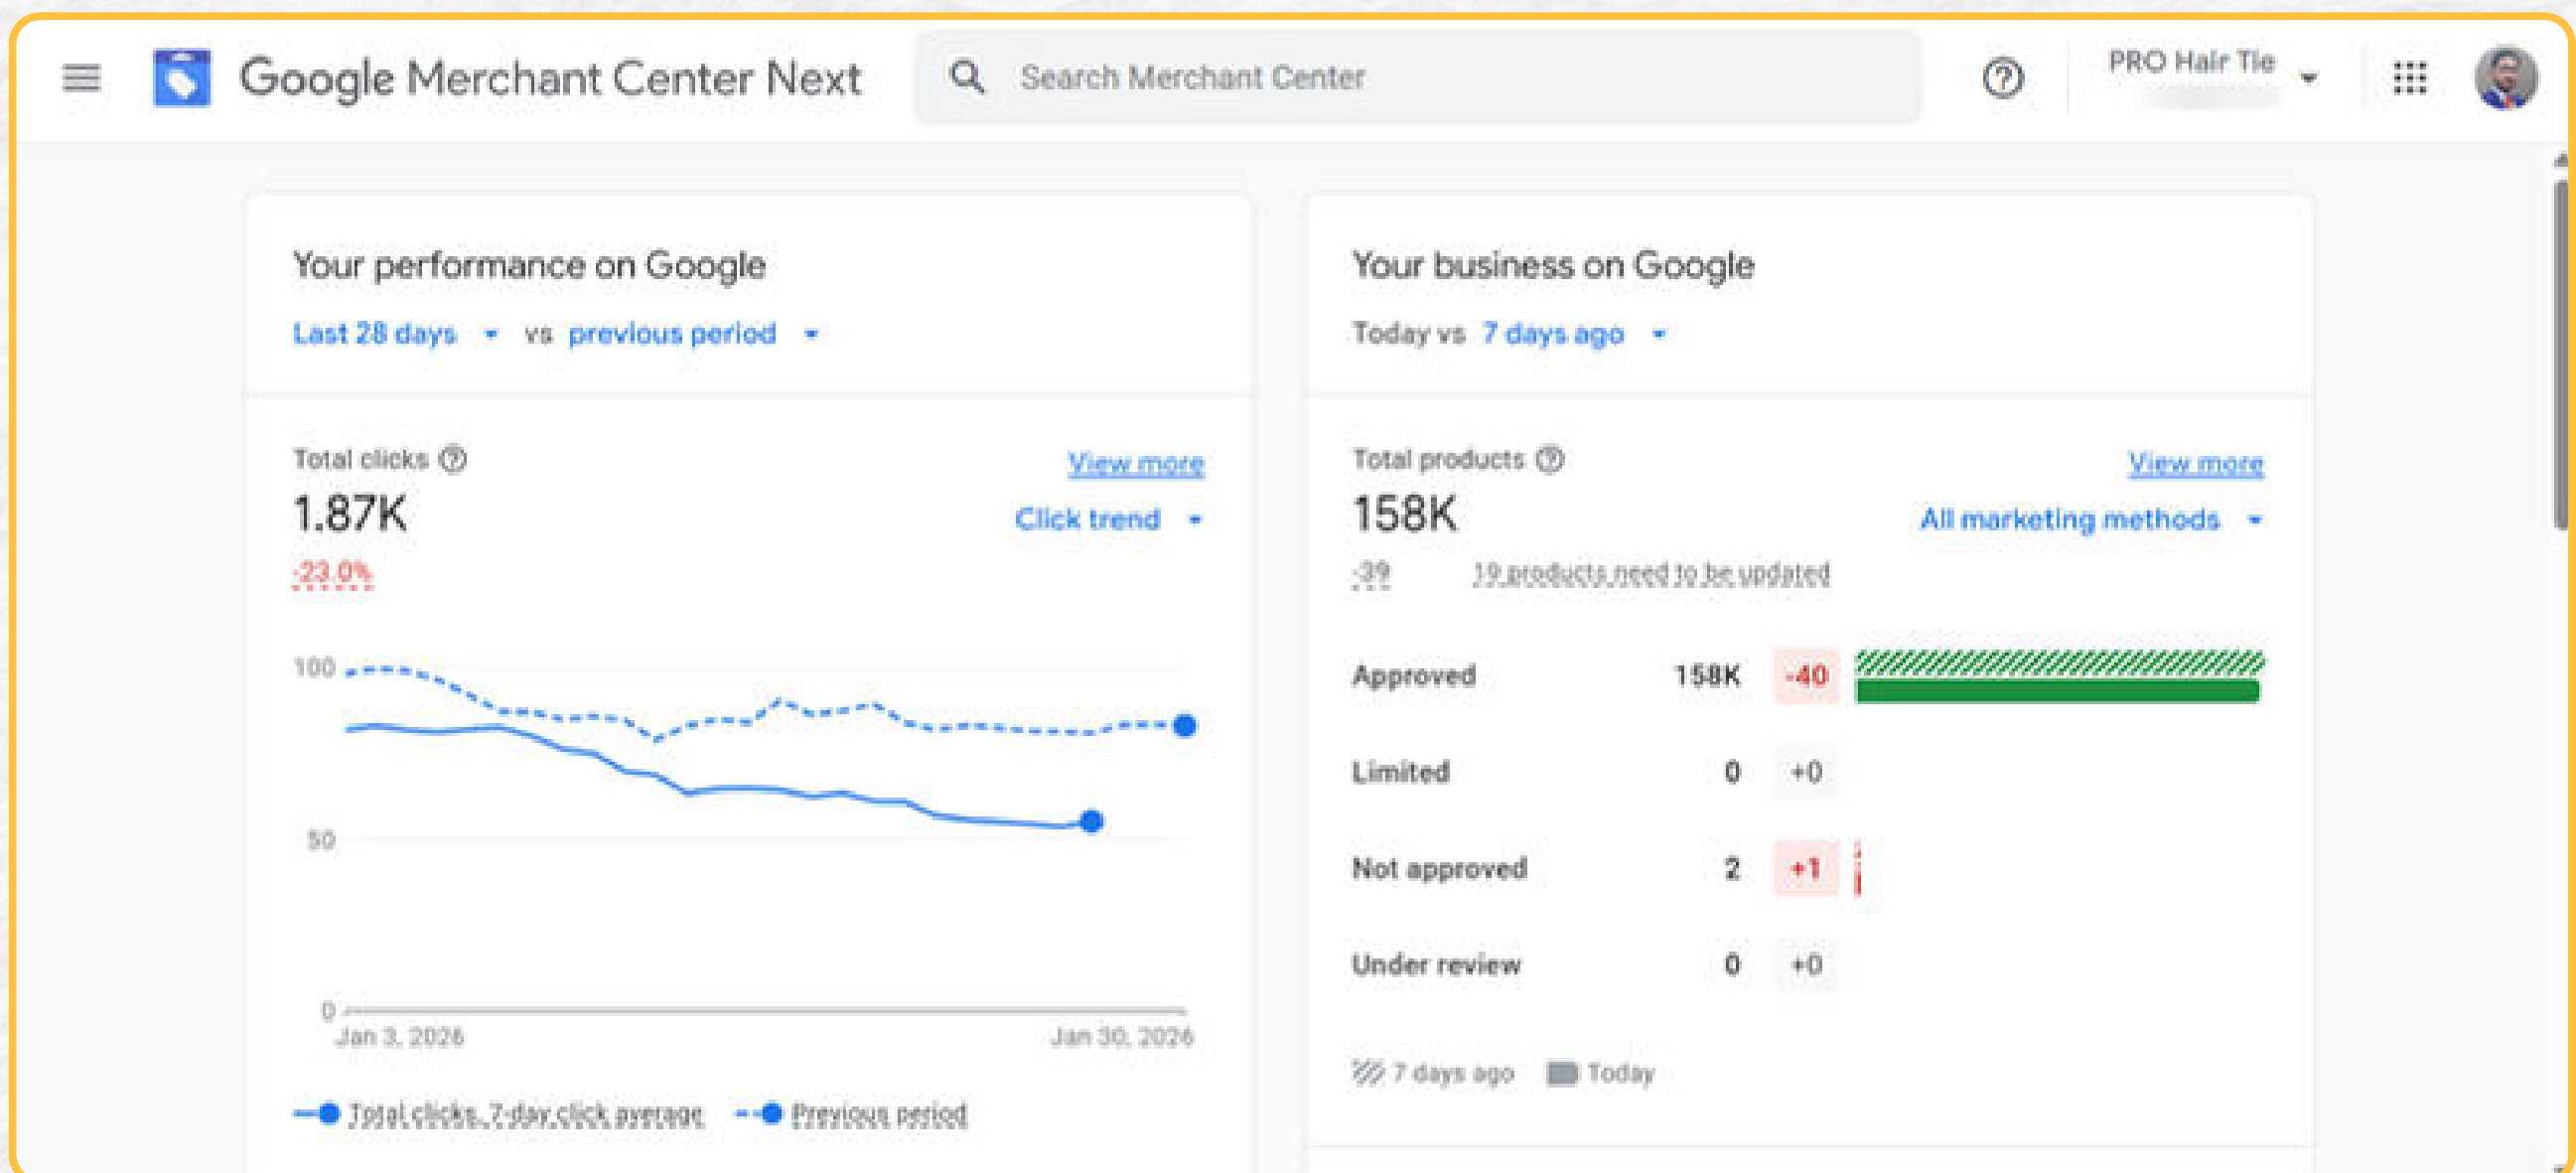 Google Merchant Center Next
Search Merchant Center
PRO Hair Tie
Your performance on Google
Last 28 days vs previous period
Total clicks
View more
1.87K
Click trend
-23.0%
100
50
0
Jan 3, 2026
Jan 30, 2026
Total clicks, 7-day click average
Previous period
Your business on Google
Today vs 7 days ago
Total products
View more
158K
All marketing methods
-39
19 products need to be updated
Approved 158K -40
Limited 0 +0
Not approved 2 +1
Under review 0 +0
7 days ago
Today